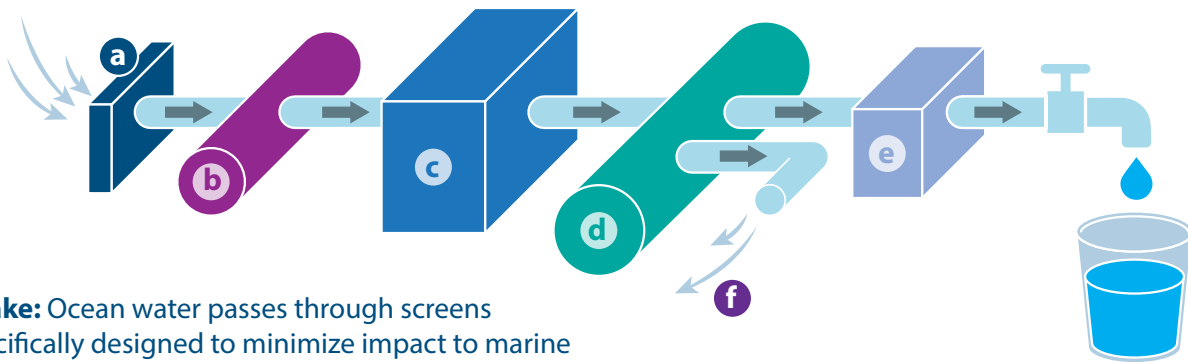 a
b
c
d
e
f
ake: Ocean water passes through screens
cifically designed to minimize impact to marine